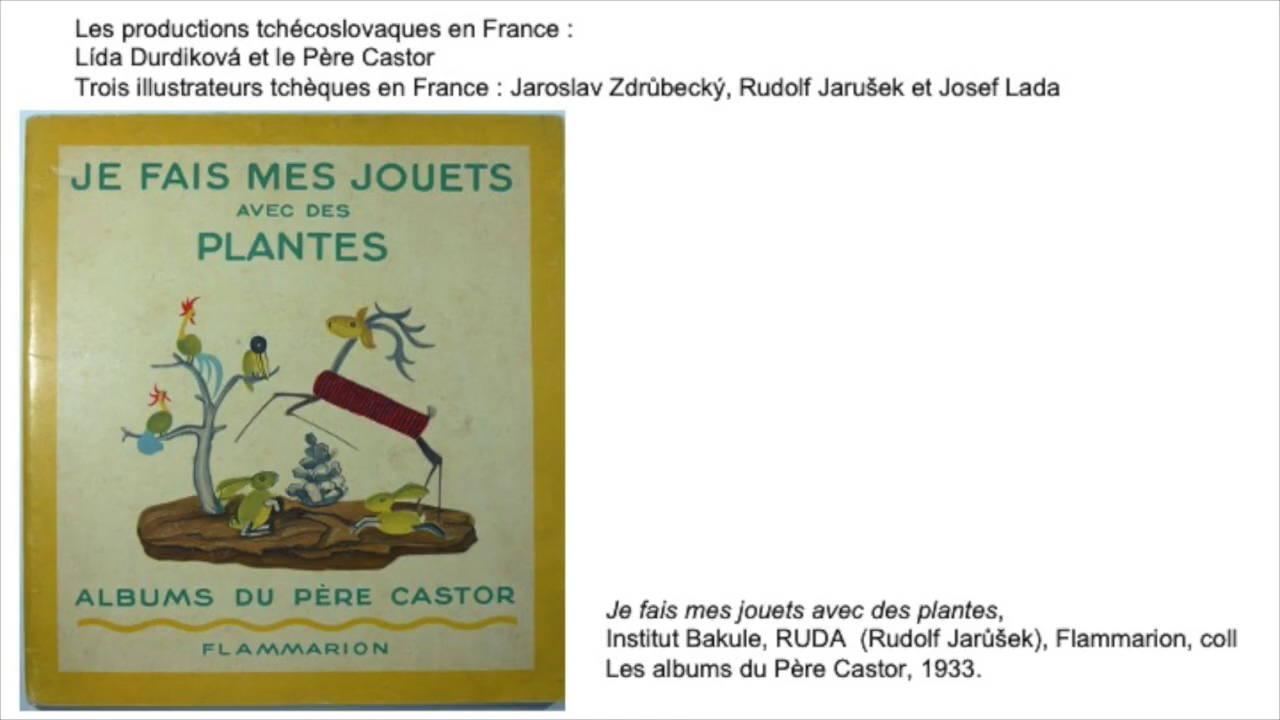 Les productions tchécoslovaques en France :
Lída Durdiková et le Père Castor
Trois illustrateurs tchèques en France : Jaroslav Zdrůbecký, Rudolf Jarušek et Josef Lada
JE FAIS MES JOUETS
AVEC DES
PLANTES
ALBUMS DU PÈRE CASTOR
FLAMMARION
Je fais mes jouets avec des plantes,
Institut Bakule, RUDA (Rudolf Jarůšek), Flammarion, coll
Les albums du Père Castor, 1933.